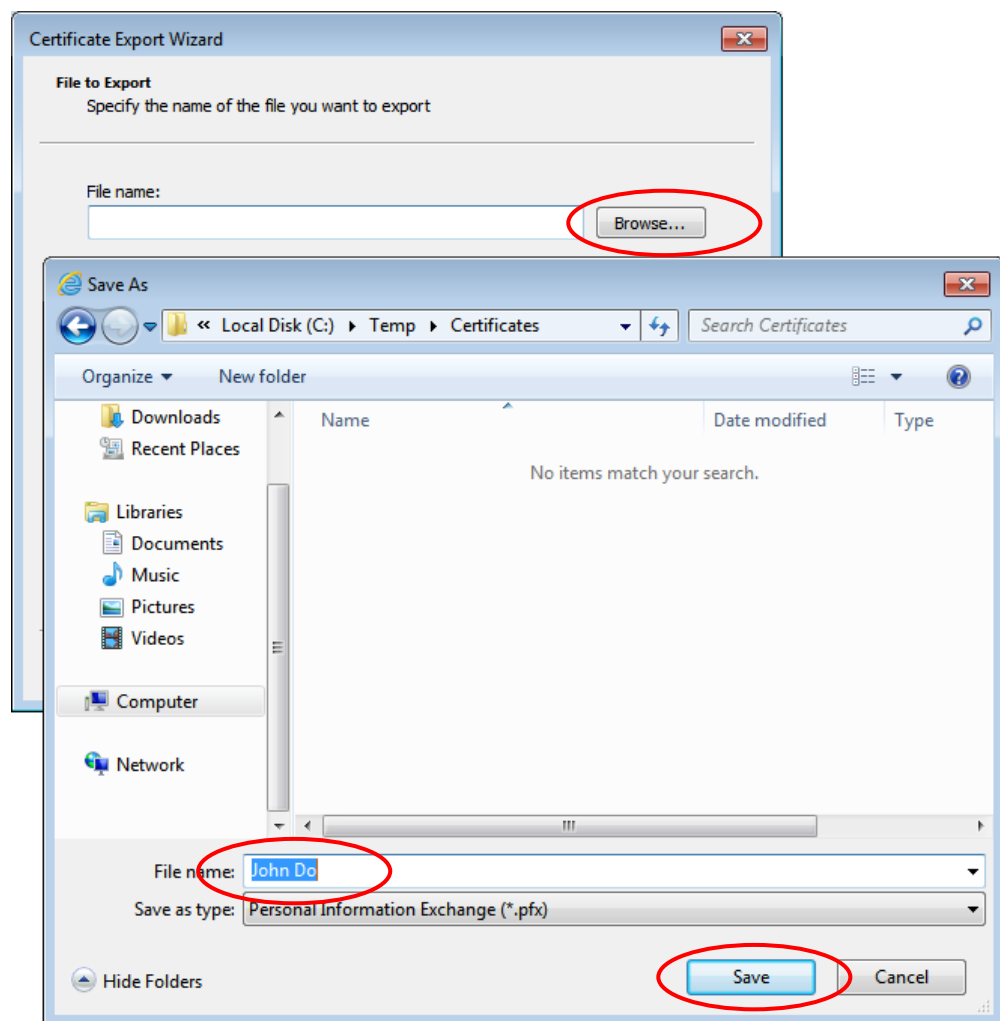 Certificate Export Wizard
File to Export
Specify the name of the file you want to export
File name:
Browse...
Save As
« Local Disk (C:) Temp Certificates
Search Certificates
Organize New folder
Downloads
Name Date modified Type
Recent Places
No items match your search.
Libraries
Documents
Music
Pictures
Videos
Computer
Network
File name: John Do
Save as type: Personal Information Exchange (*.pfx)
Hide Folders
Save Cancel